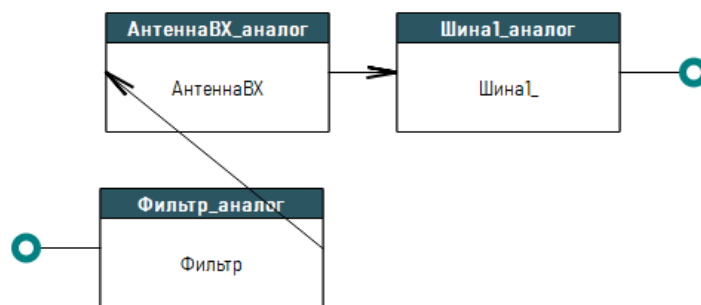 АнтеннаВХ_аналог
АнтеннаВХ
Шина1_аналог
Шина1_
Фильтр_аналог
Фильтр